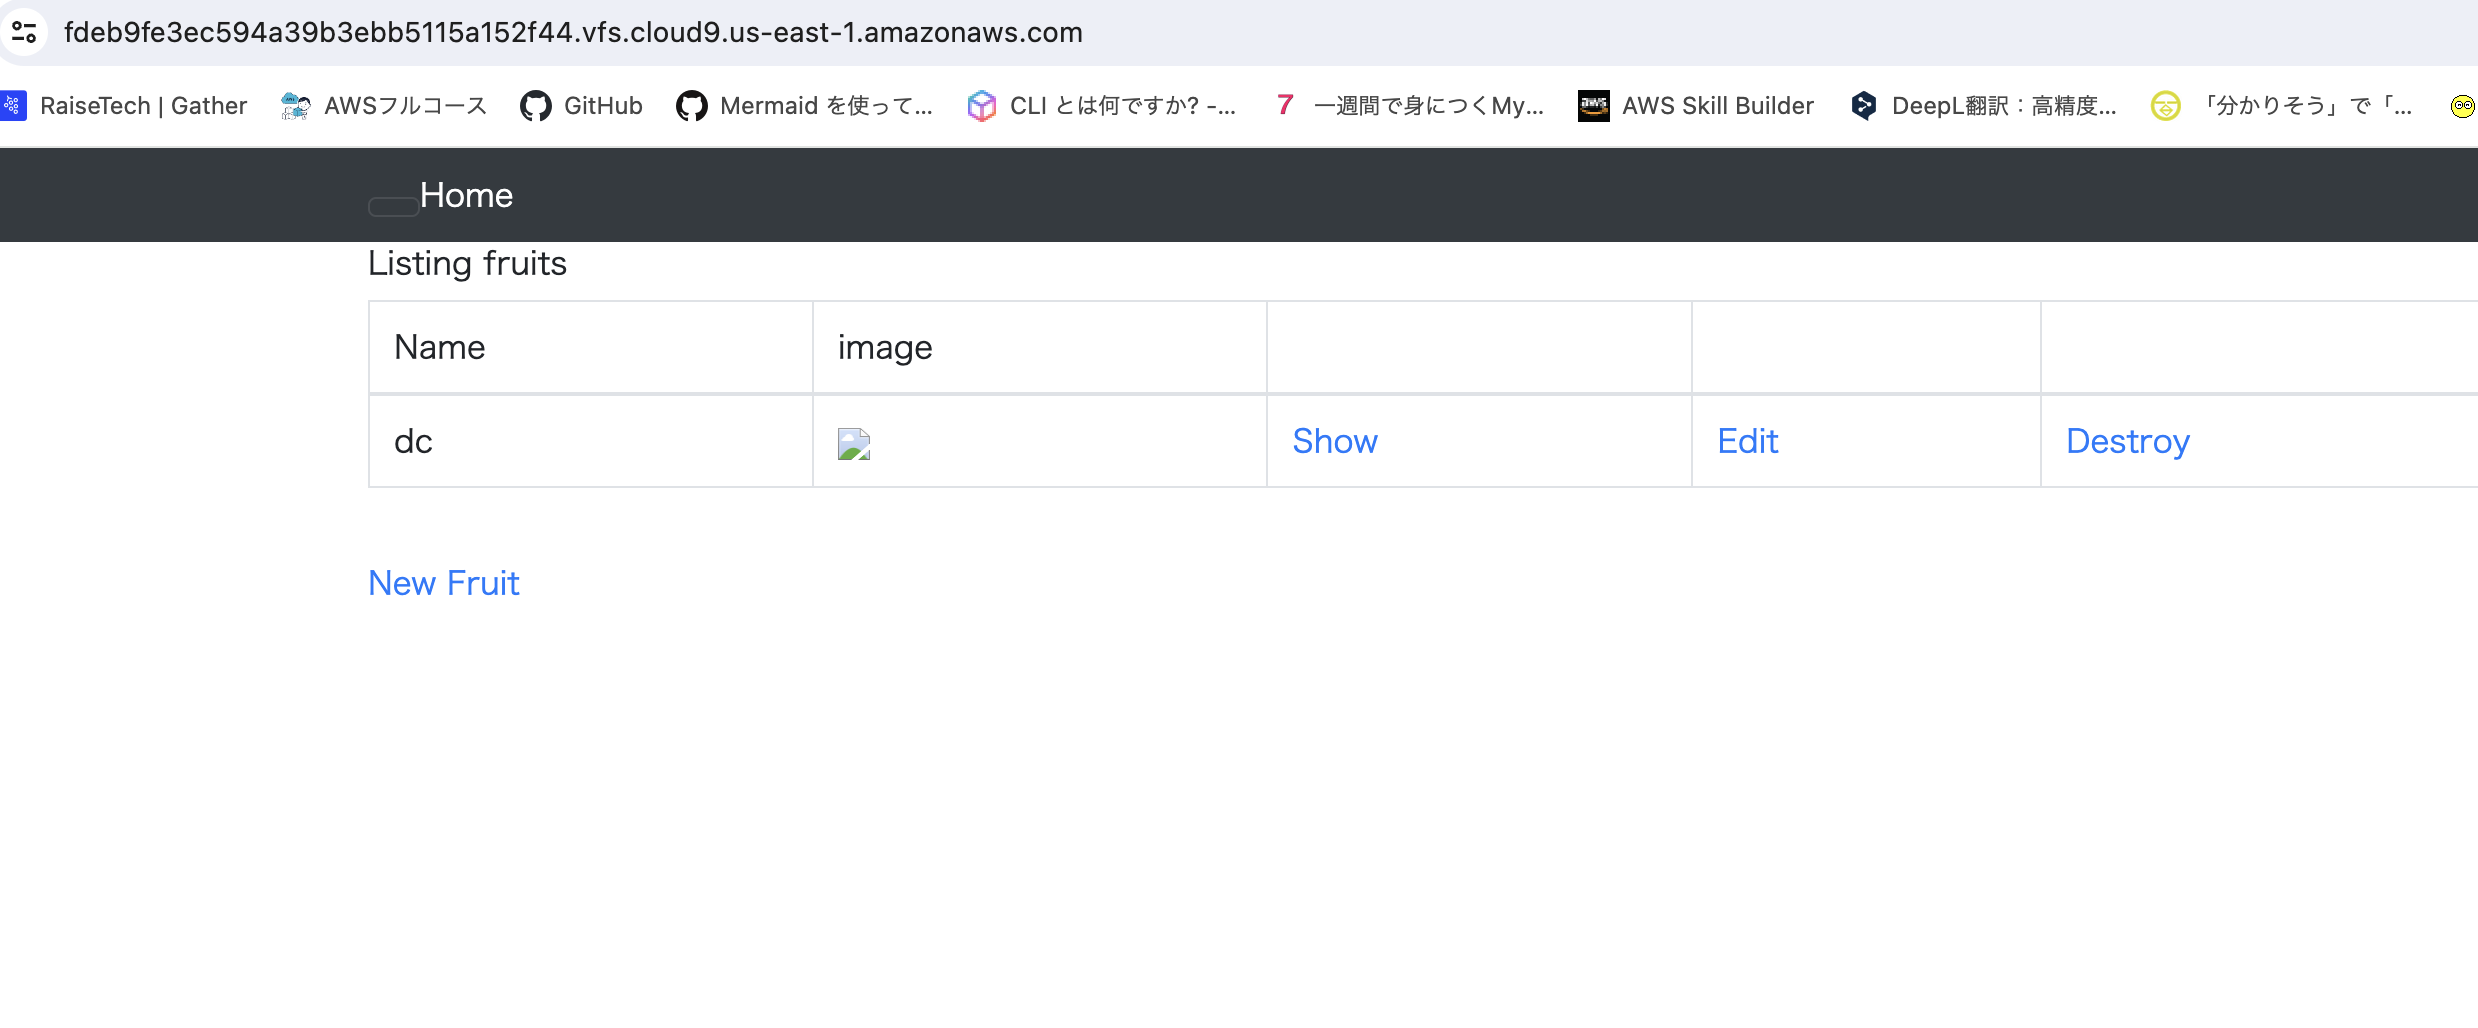 fdeb9fe3ec594a39b3ebb5115a152f44.vfs.cloud9.us-east-1.amazonaws.com
RaiseTech | Gather AWSフルコース GitHub Mermaid を使って... CLI とは何ですか? -... 7 一週間で身につくMy... AWS Skill Builder DeepL翻訳：高精度... 「分かりそう」で「...
Home
Listing fruits
Name image
dc Show Edit Destroy
New Fruit